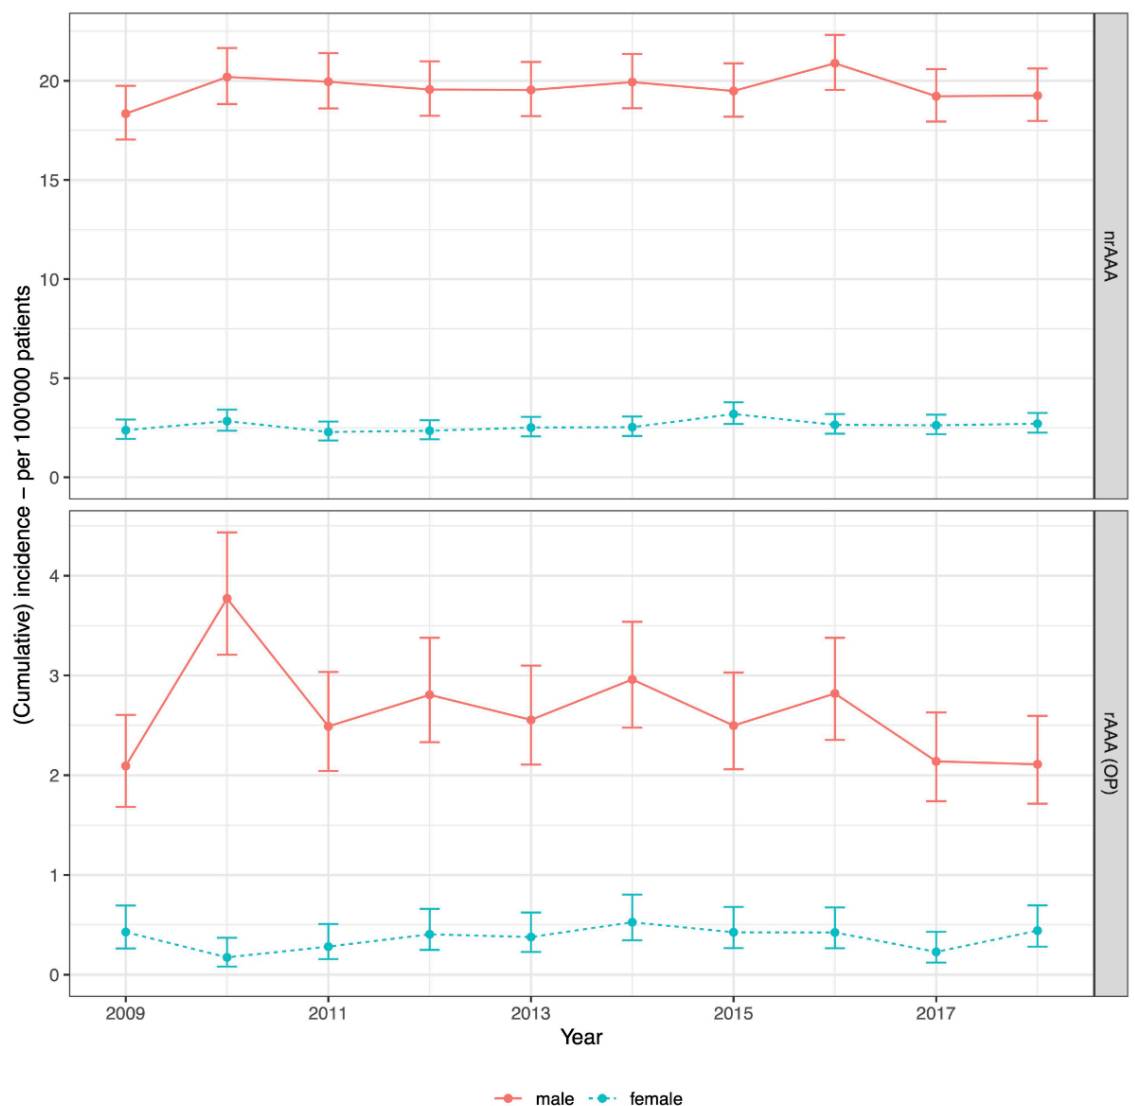 (Cumulative) incidence – per 100'000 patients
20
15
10
5
0
nrAAA
4
3
2
1
0
rAAA (OP)
2009 2011 2013 2015 2017
Year
male female